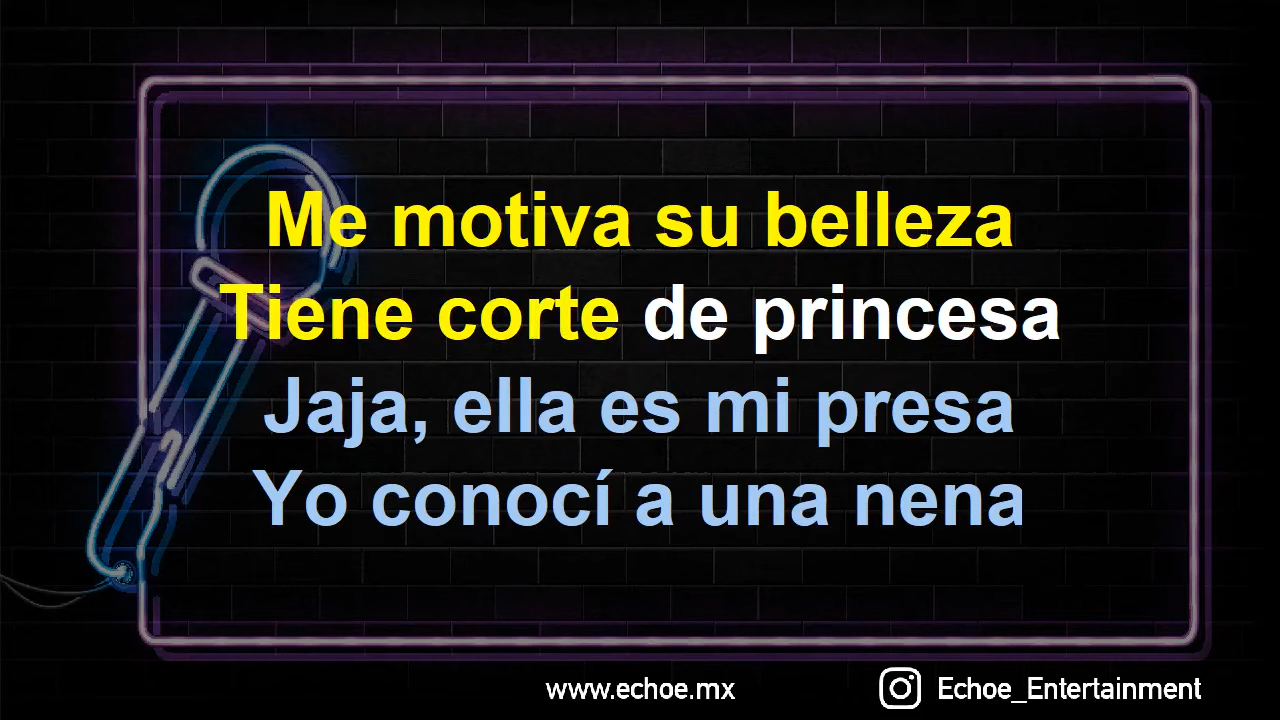 Me motiva su belleza
Tiene corte de princesa
Jaja, ella es mi presa
Yo conocí a una nena
www.echoe.mx
Echoe_Entertainment